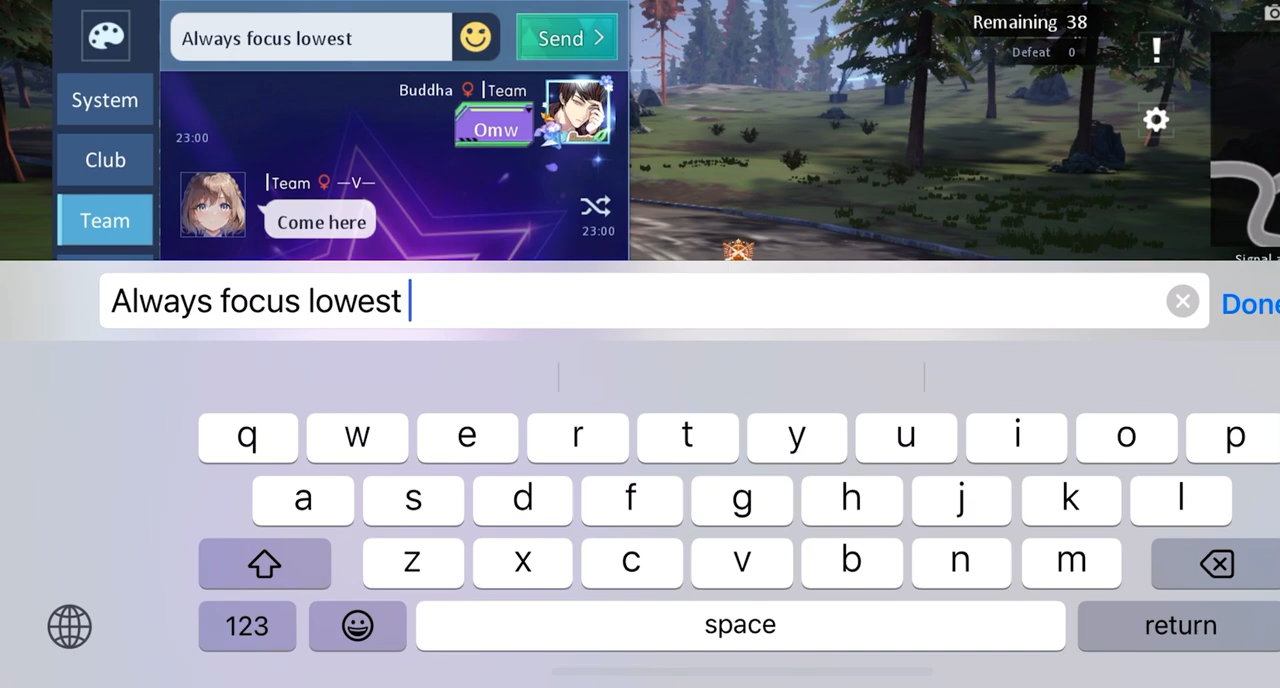 Always focus lowest
Send >
Remaining 38
Defeat 0
System
Club
Team
Buddha ♀ |Team
Omw
23:00
|Team ♀ —V—
Come here
23:00
Signal
Always focus lowest
Done
q w e r t y u i o p
a s d f g h j k l
z x c v b n m
123 space return